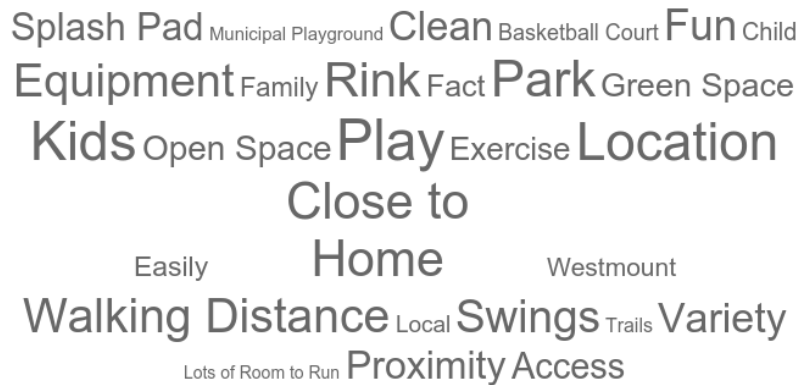 Splash Pad Municipal Playground Clean Basketball Court Fun Child
Equipment Family Rink Fact Park Green Space
Kids Open Space Play Exercise Location
Close to
Easily Home Westmount
Walking Distance Local Swings Trails Variety
Lots of Room to Run Proximity Access